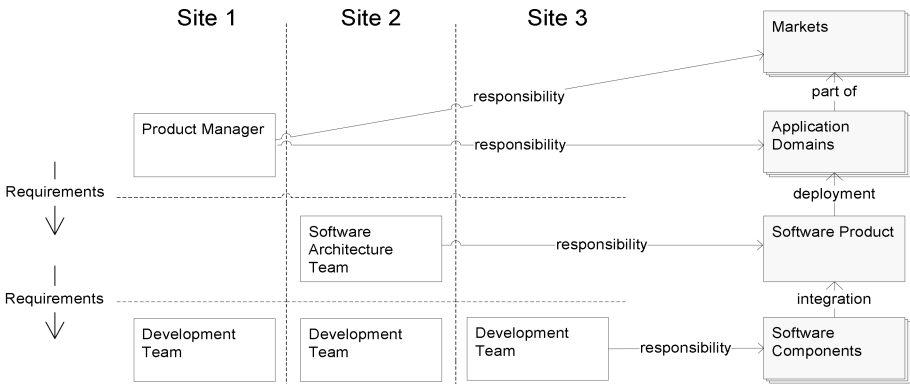 Site 1
Site 2
Site 3
Markets
responsibility
part of
Product Manager
Application
Domains
responsibility
Requirements
deployment
Software
Architecture
Team
responsibility
Software Product
Requirements
integration
Development
Team
Development
Team
Development
Team
responsibility
Software
Components